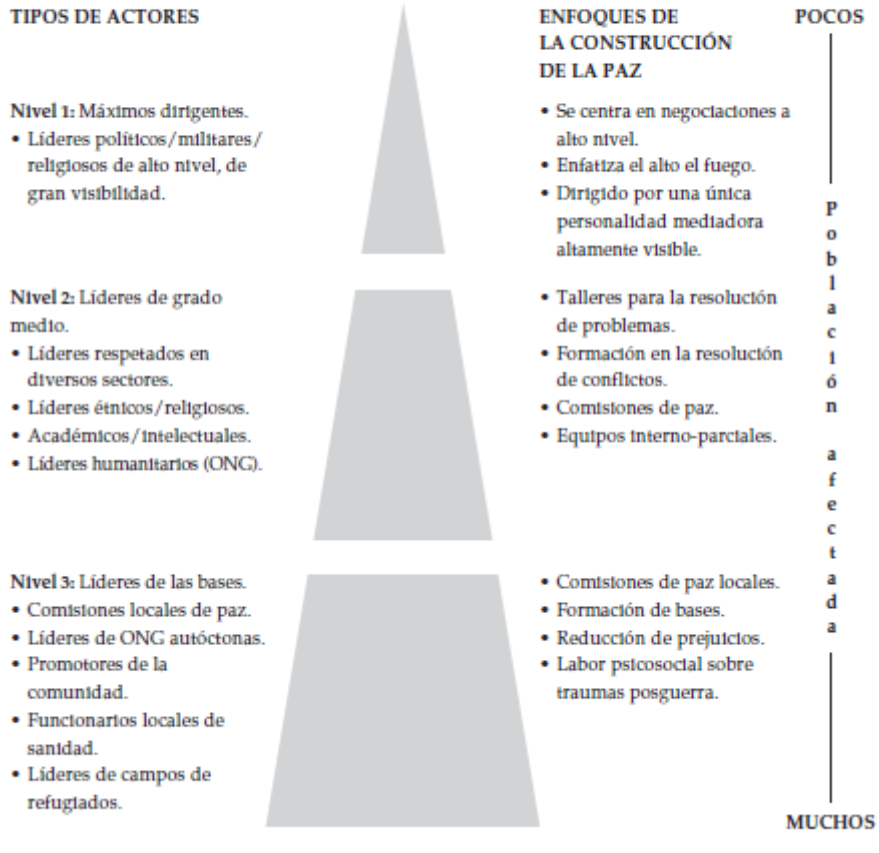 TIPOS DE ACTORES
Nivel 1: Máximos dirigentes.
• Líderes políticos/militares/
religiosos de alto nivel, de
gran visibilidad.
Nivel 2: Líderes de grado
medio.
• Líderes respetados en
diversos sectores.
• Líderes étnicos/religiosos.
• Académicos/intelectuales.
• Líderes humanitarios (ONG).
Nivel 3: Líderes de las bases.
• Comisiones locales de paz.
• Líderes de ONG autóctonas.
• Promotores de la
comunidad.
• Funcionarios locales de
sanidad.
• Líderes de campos de
refugiados.
ENFOQUES DE
LA CONSTRUCCIÓN
DE LA PAZ
• Se centra en negociaciones a
alto nivel.
• Enfatiza el alto el fuego.
• Dirigido por una única
personalidad mediadora
altamente visible.
• Talleres para la resolución
de problemas.
• Formación en la resolución
de conflictos.
• Comisiones de paz.
• Equipos interno-parciales.
• Comisiones de paz locales.
• Formación de bases.
• Reducción de prejuicios.
• Labor psicosocial sobre
traumas posguerra.
POCOS
Población afectada
MUCHOS